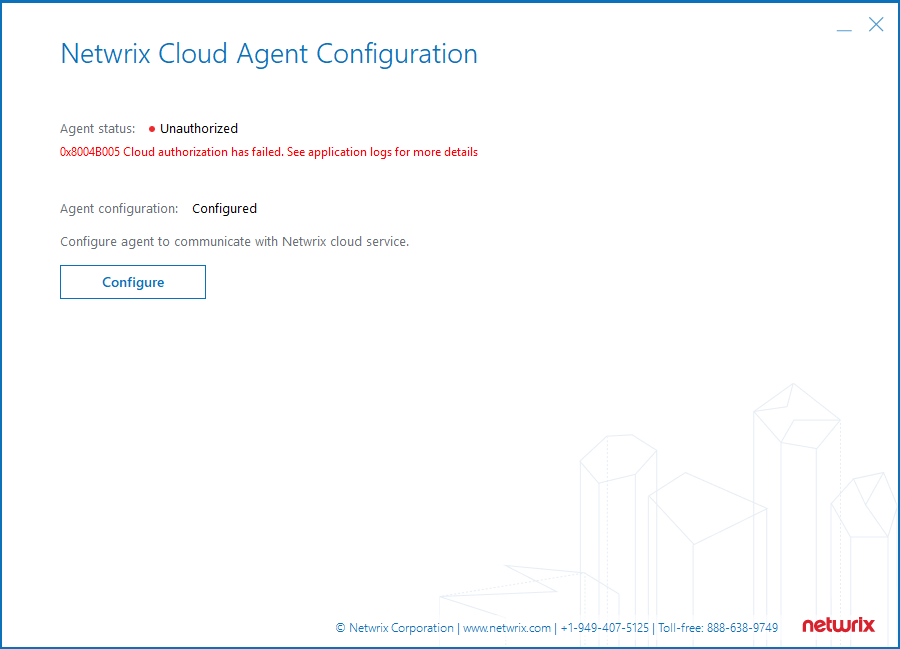 Netwrix Cloud Agent Configuration
Agent status: Unauthorized
0x8004B005 Cloud authorization has failed. See application logs for more details
Agent configuration: Configured
Configure agent to communicate with Netwrix cloud service.
Configure
© Netwrix Corporation | www.netwrix.com | +1-949-407-5125 | Toll-free: 888-638-9749 netwrix